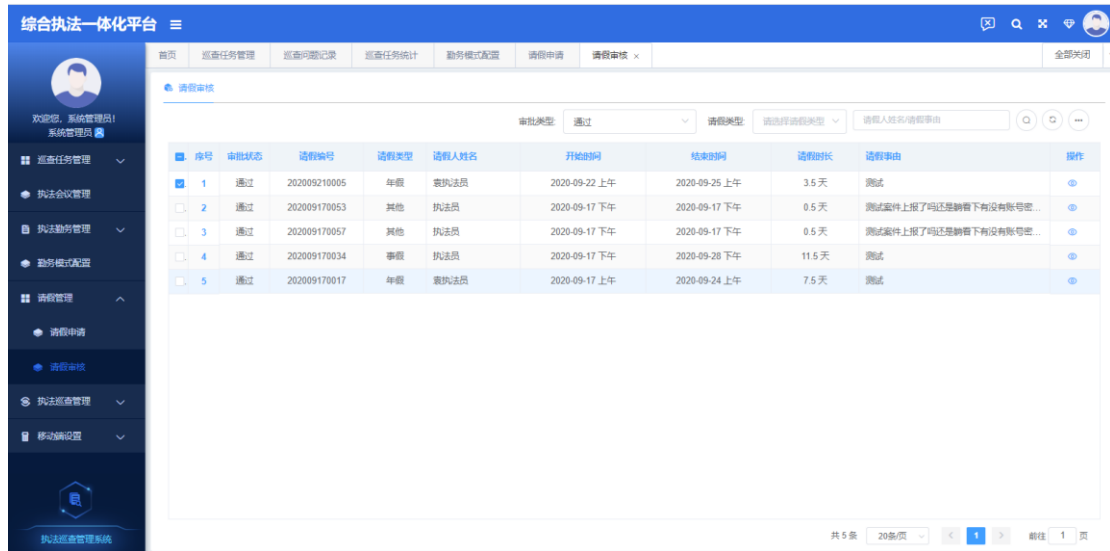 综合执法一体化平台
首页 巡查任务管理 巡查问题记录 巡查任务统计 勤务模式配置 请假申请 请假审核 × 全部关闭
欢迎您，系统管理员!
系统管理员
巡查任务管理
执法会议管理
执法勤务管理
勤务模式配置
请假管理
请假申请
请假审核
执法巡查管理
移动端设置
执法巡查管理系统
请假审核
审批类型: 通过 请假类型: 请选择请假类型 请假人姓名/请假事由
序号 审批状态 请假编号 请假类型 请假人姓名 开始时间 结束时间 请假时长 请假事由 操作
1 通过 202009210005 年假 袁执法员 2020-09-22 上午 2020-09-25 上午 3.5 天 测试
2 通过 202009170053 其他 执法员 2020-09-17 下午 2020-09-17 下午 0.5 天 测试案件上报了吗还是躺看下有没有账号密...
3 通过 202009170057 其他 执法员 2020-09-17 下午 2020-09-17 下午 0.5 天 测试案件上报了吗还是躺看下有没有账号密...
4 通过 202009170034 事假 执法员 2020-09-17 下午 2020-09-28 下午 11.5 天 测试
5 通过 202009170017 年假 袁执法员 2020-09-17 上午 2020-09-24 上午 7.5 天 测试
共 5 条 20条/页 < 1 > 前往 1 页